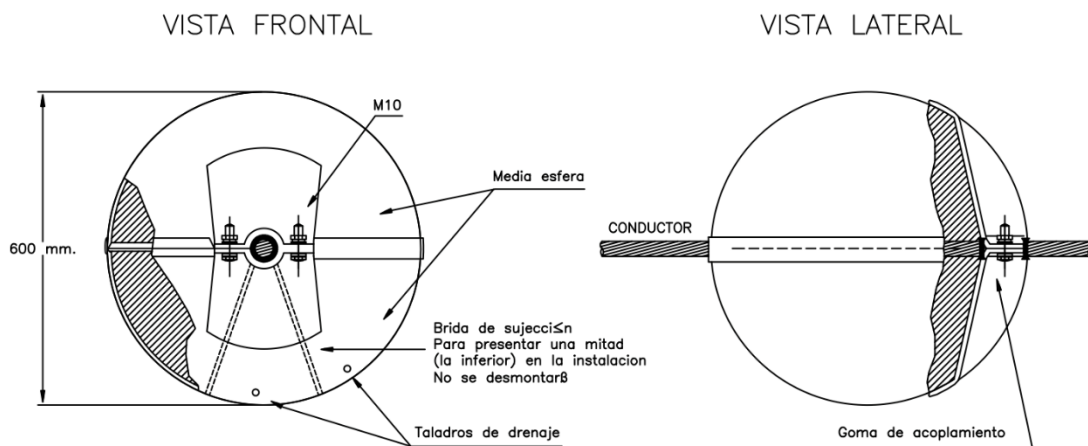 VISTA FRONTAL
VISTA LATERAL
M10
Media esfera
600 mm.
CONDUCTOR
Brida de sujecci≤n
Para presentar una mitad
(la inferior) en la instalacion
No se desmontarß
Taladros de drenaje
Goma de acoplamiento